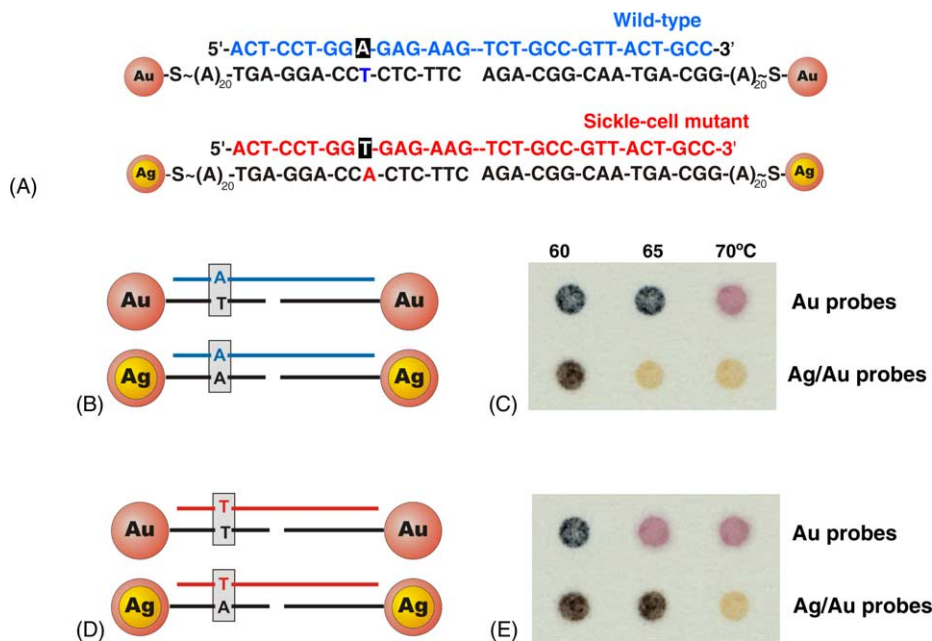 Wild-type
5'-ACT-CCT-GGA-GAG-AAG--TCT-GCC-GTT-ACT-GCC-3'
Au -S~(A)20-TGA-GGA-CCT-CTC-TTC AGA-CGG-CAA-TGA-CGG-(A)20~S- Au
Sickle-cell mutant
5'-ACT-CCT-GGT-GAG-AAG--TCT-GCC-GTT-ACT-GCC-3'
Ag -S~(A)20-TGA-GGA-CCA-CTC-TTC AGA-CGG-CAA-TGA-CGG-(A)20~S- Ag
(A)
A
Au T Au
A
Ag A Ag
(B)
60 65 70°C
Au probes
Ag/Au probes
(C)
T
Au T Au
T
Ag A Ag
(D)
Au probes
Ag/Au probes
(E)